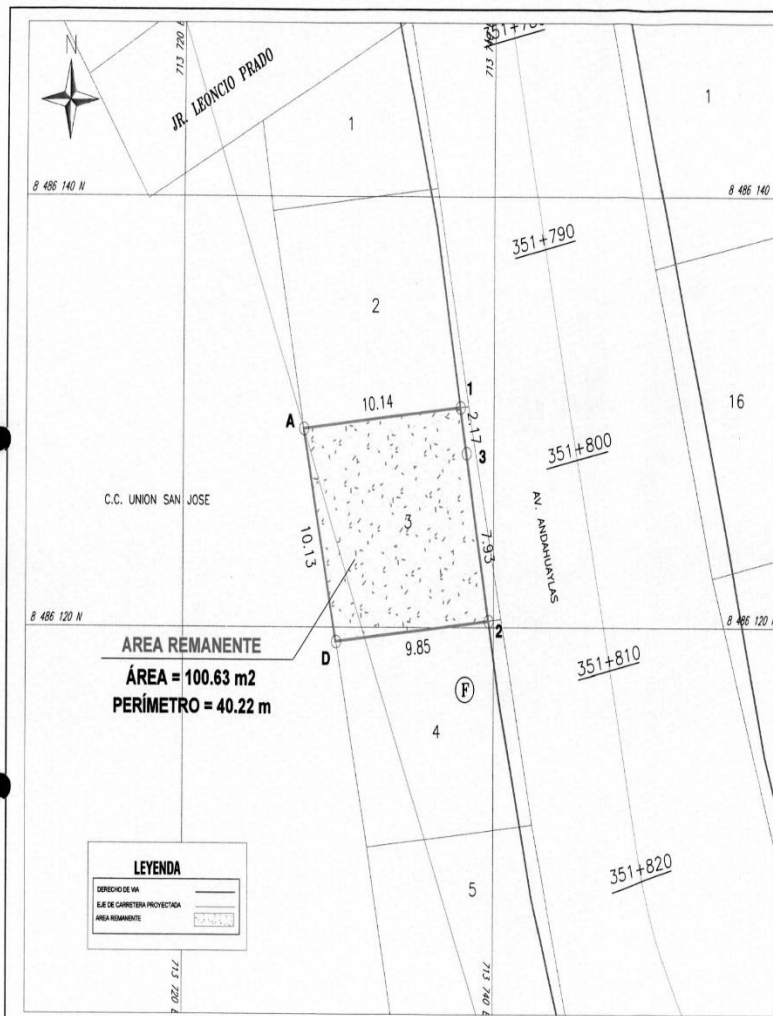 713 720 E
351+780
N
JR. LEONCIO PRADO
1
1
8 486 140 N
8 486 140
351+790
2
10.14
1
16
A
2.17
3
351+800
C.C. UNION SAN JOSE
3
10.13
7.93
AV. ANDAHUAYLAS
8 486 120 N
8 486 120 N
2
9.85
D
AREA REMANENTE
ÁREA = 100.63 m2
PERÍMETRO = 40.22 m
351+810
F
4
LEYENDA
DERECHO DE VIA
EJE DE CARRETERA PROYECTADA
AREA REMANENTE
351+820
5
713 720 E
713 740 E